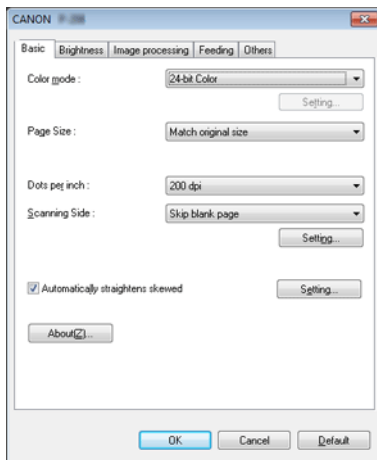 CANON
Basic Brightness Image processing Feeding Others
Color mode : 24-bit Color
Setting...
Page Size : Match original size
Dots per inch : 200 dpi
Scanning Side : Skip blank page
Setting...
Automatically straightens skewed Setting...
About(Z)...
OK Cancel Default